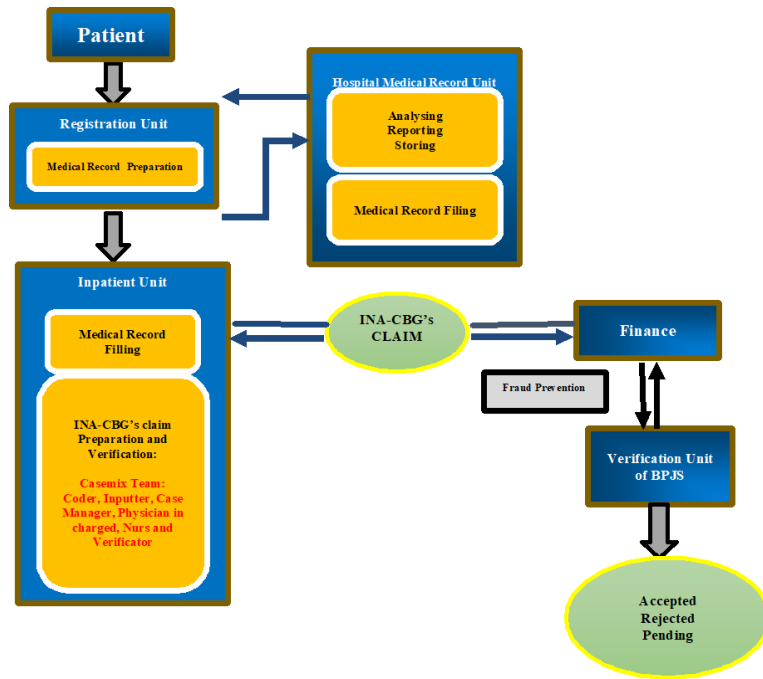 Patient
Registration Unit
Medical Record Preparation
Hospital Medical Record Unit
Analysing
Reporting
Storing
Medical Record Filing
Inpatient Unit
Medical Record
Filling
INA-CBG's claim
Preparation and
Verification:
Casemix Team:
Coder, Inputter, Case
Manager, Physician in
charged, Nurs and
Verificator
INA-CBG's
CLAIM
Finance
Fraud Prevention
Verification Unit
of BPJS
Accepted
Rejected
Pending